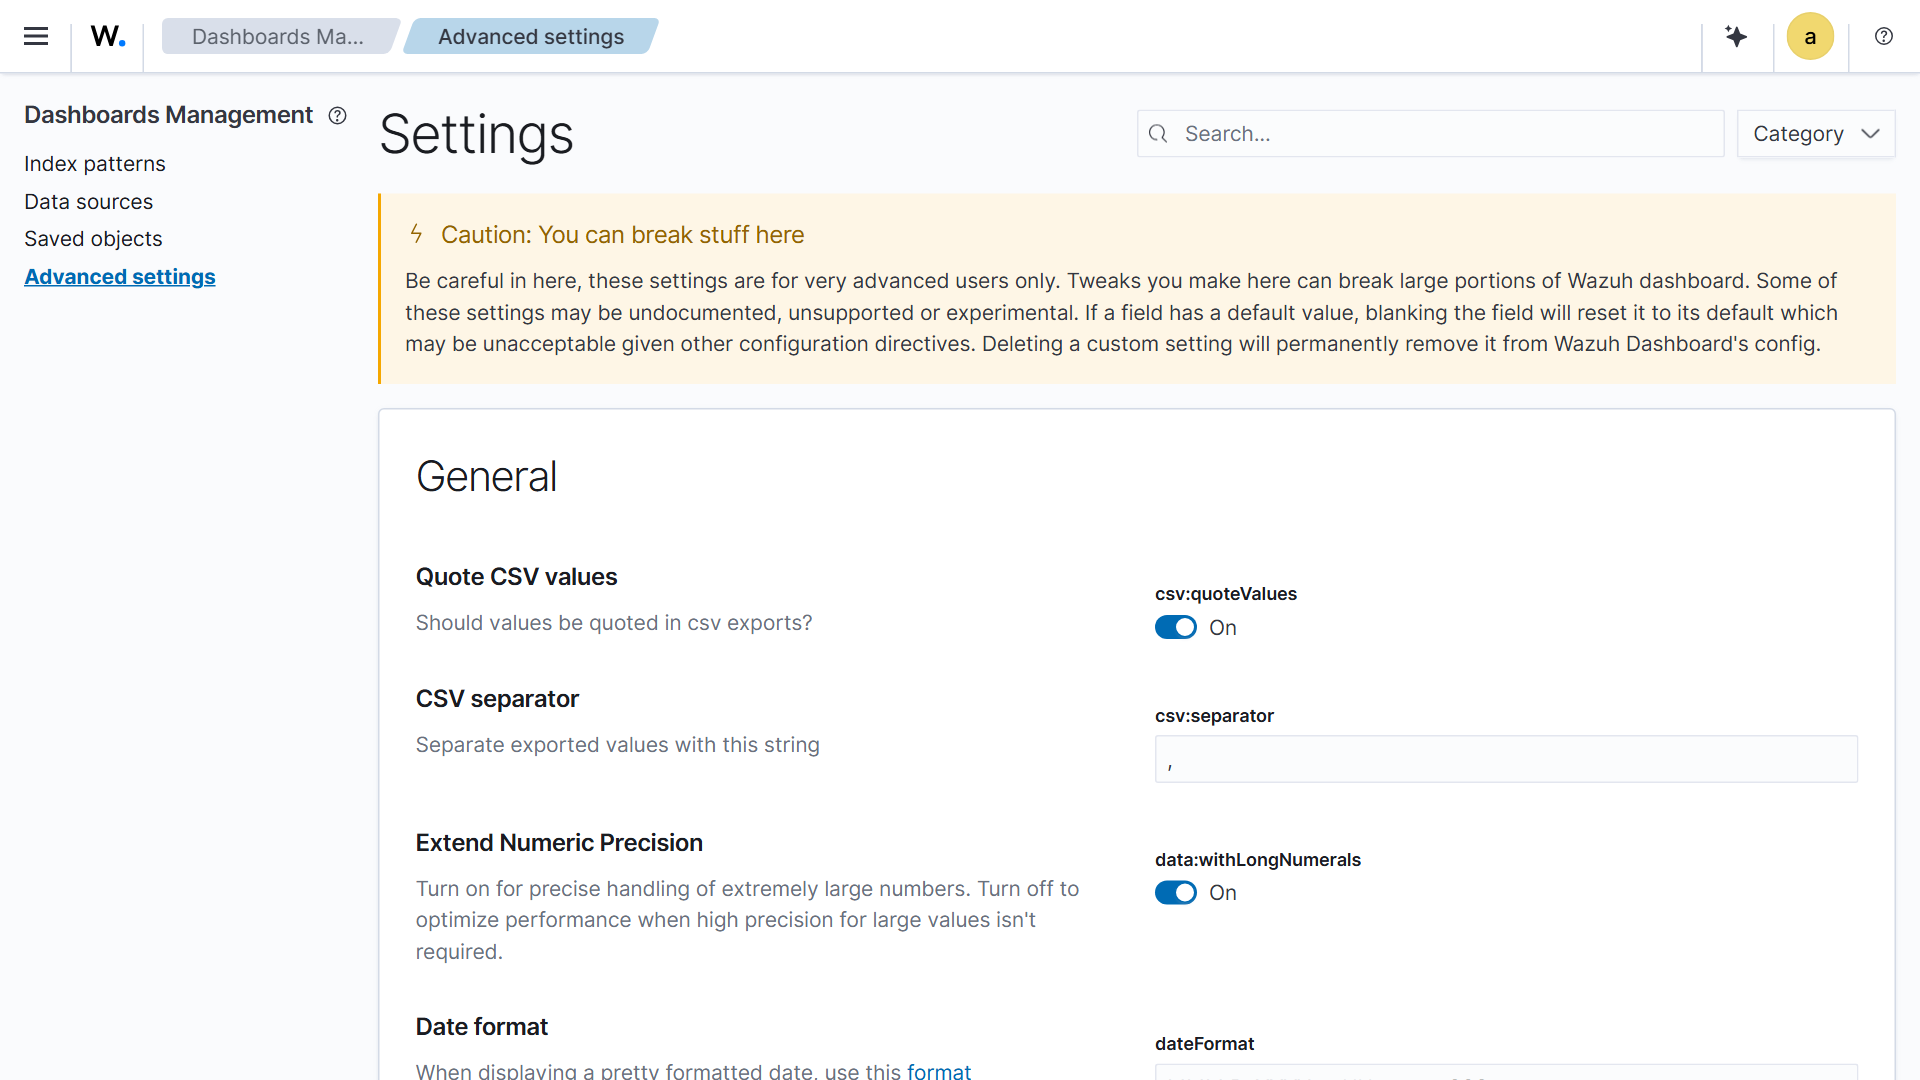 W.
Dashboards Ma...
Advanced settings
a
Dashboards Management
Index patterns
Data sources
Saved objects
Advanced settings
Settings
Search...
Category
Caution: You can break stuff here
Be careful in here, these settings are for very advanced users only. Tweaks you make here can break large portions of Wazuh dashboard. Some of
these settings may be undocumented, unsupported or experimental. If a field has a default value, blanking the field will reset it to its default which
may be unacceptable given other configuration directives. Deleting a custom setting will permanently remove it from Wazuh Dashboard's config.
General
Quote CSV values
Should values be quoted in csv exports?
csv:quoteValues
On
CSV separator
Separate exported values with this string
csv:separator
,
Extend Numeric Precision
Turn on for precise handling of extremely large numbers. Turn off to
optimize performance when high precision for large values isn't
required.
data:withLongNumerals
On
Date format
When displaying a pretty formatted date, use this format
dateFormat